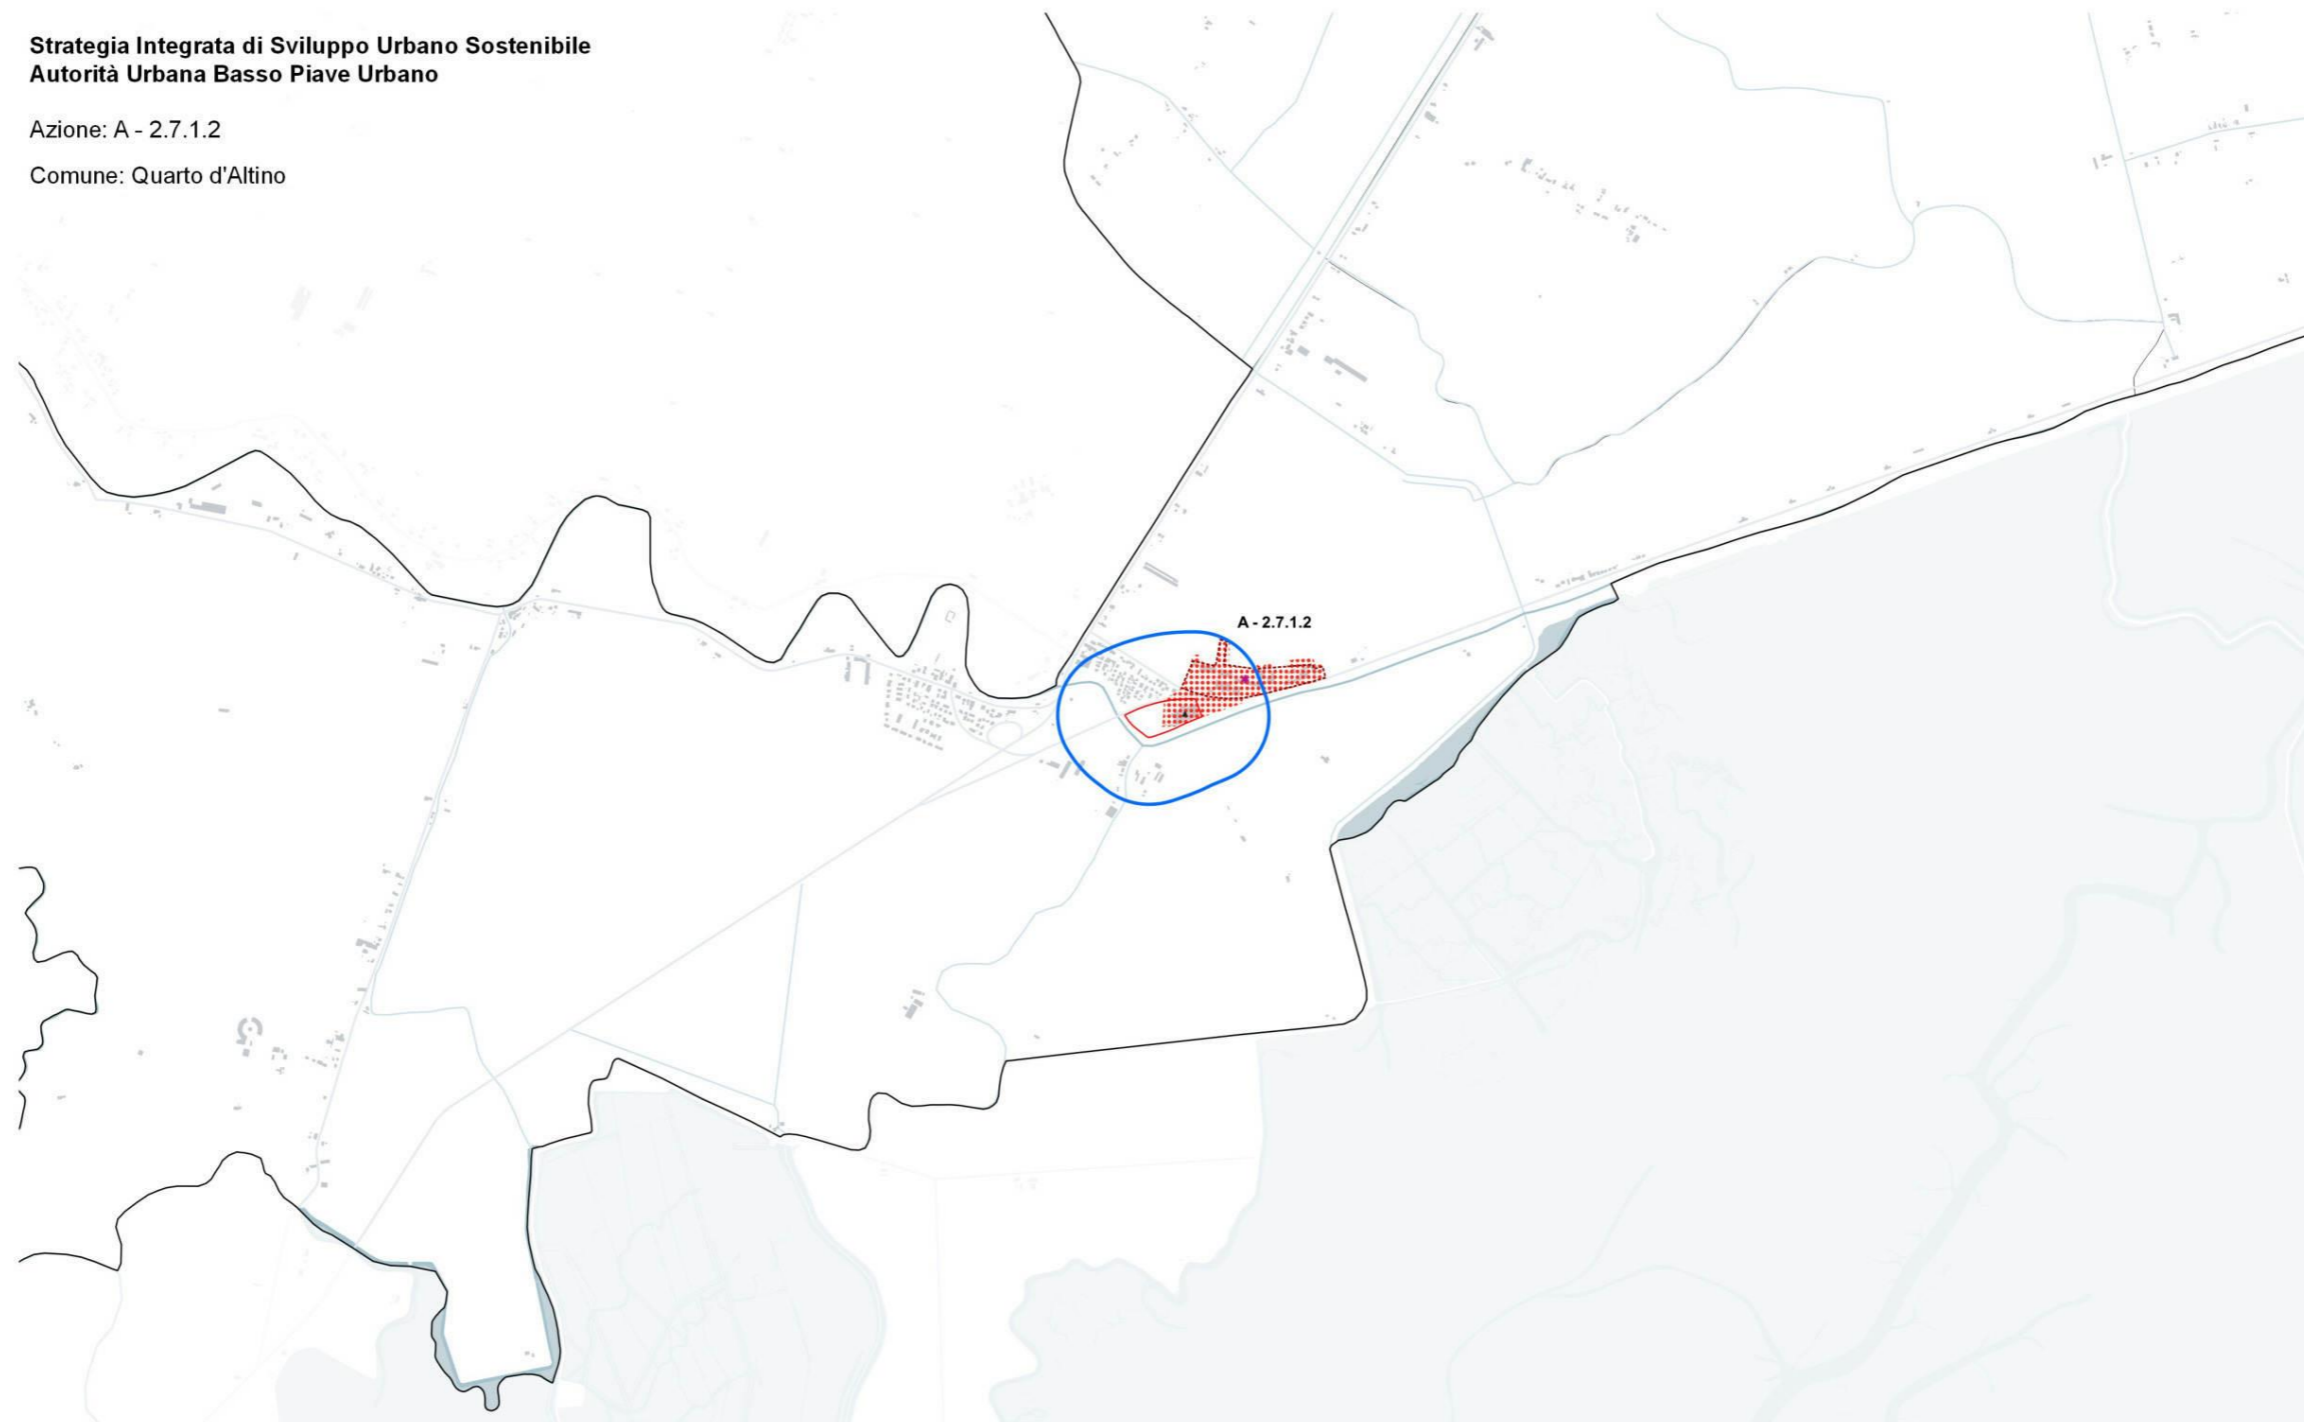 Strategia Integrata di Sviluppo Urbano Sostenibile
Autorità Urbana Basso Piave Urbano
Azione: A - 2.7.1.2
Comune: Quarto d'Altino
A - 2.7.1.2